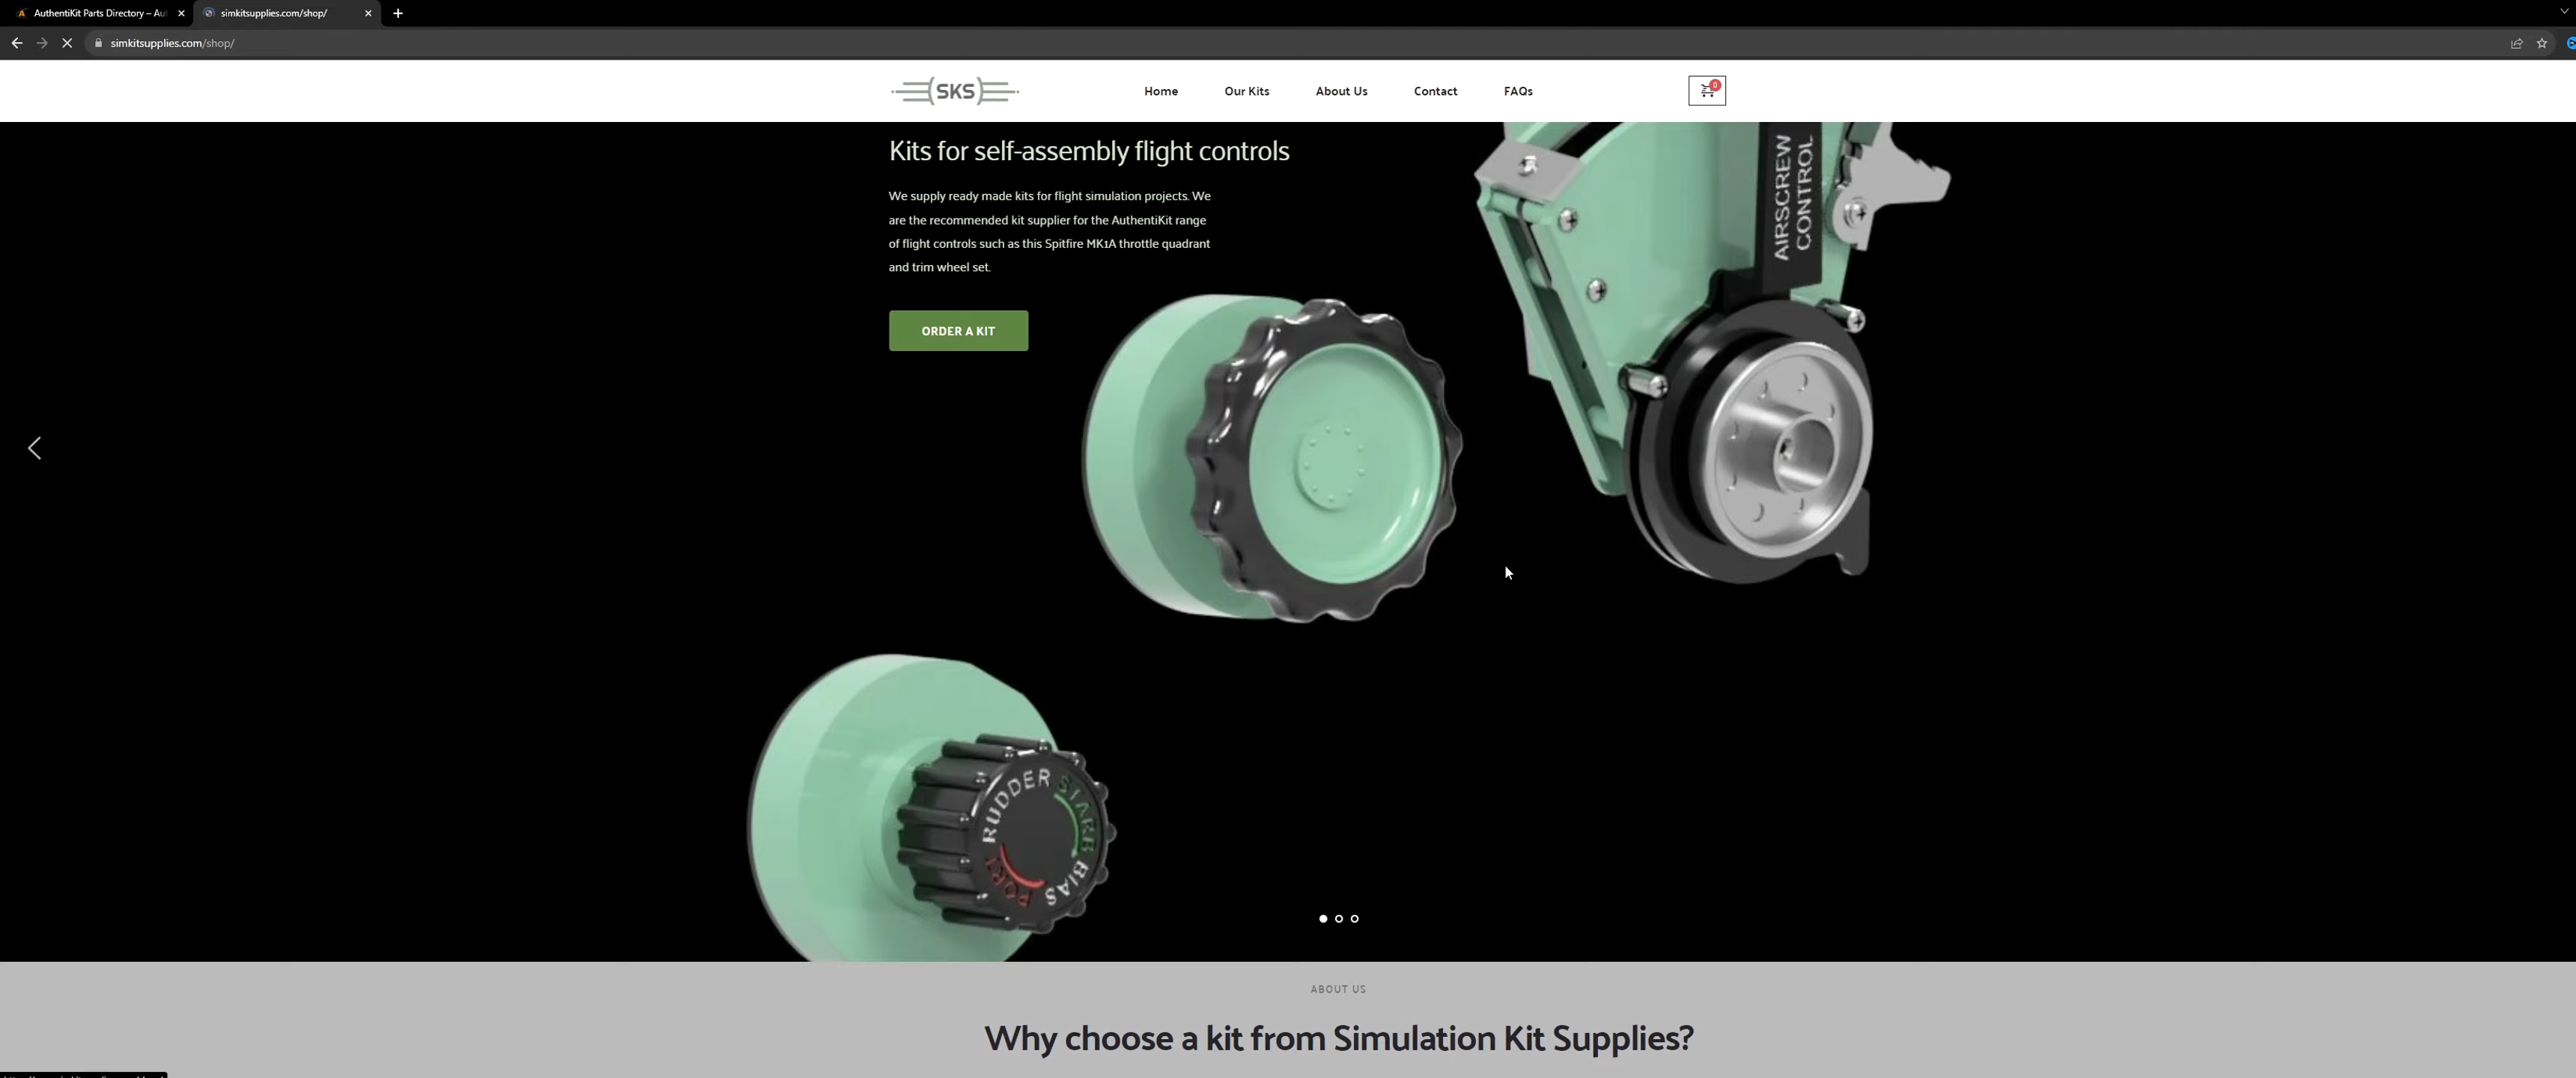 AuthentiKit Parts Directory – Au
simkitsupplies.com/shop/
simkitsupplies.com/shop/
SKS
Home
Our Kits
About Us
Contact
FAQs
0
Kits for self-assembly flight controls
We supply ready made kits for flight simulation projects. We
are the recommended kit supplier for the AuthentiKit range
of flight controls such as this Spitfire MK1A throttle quadrant
and trim wheel set.
ORDER A KIT
AIRSCREW
CONTROL
RUDDER
STARB
BIAS
PORT
ABOUT US
Why choose a kit from Simulation Kit Supplies?